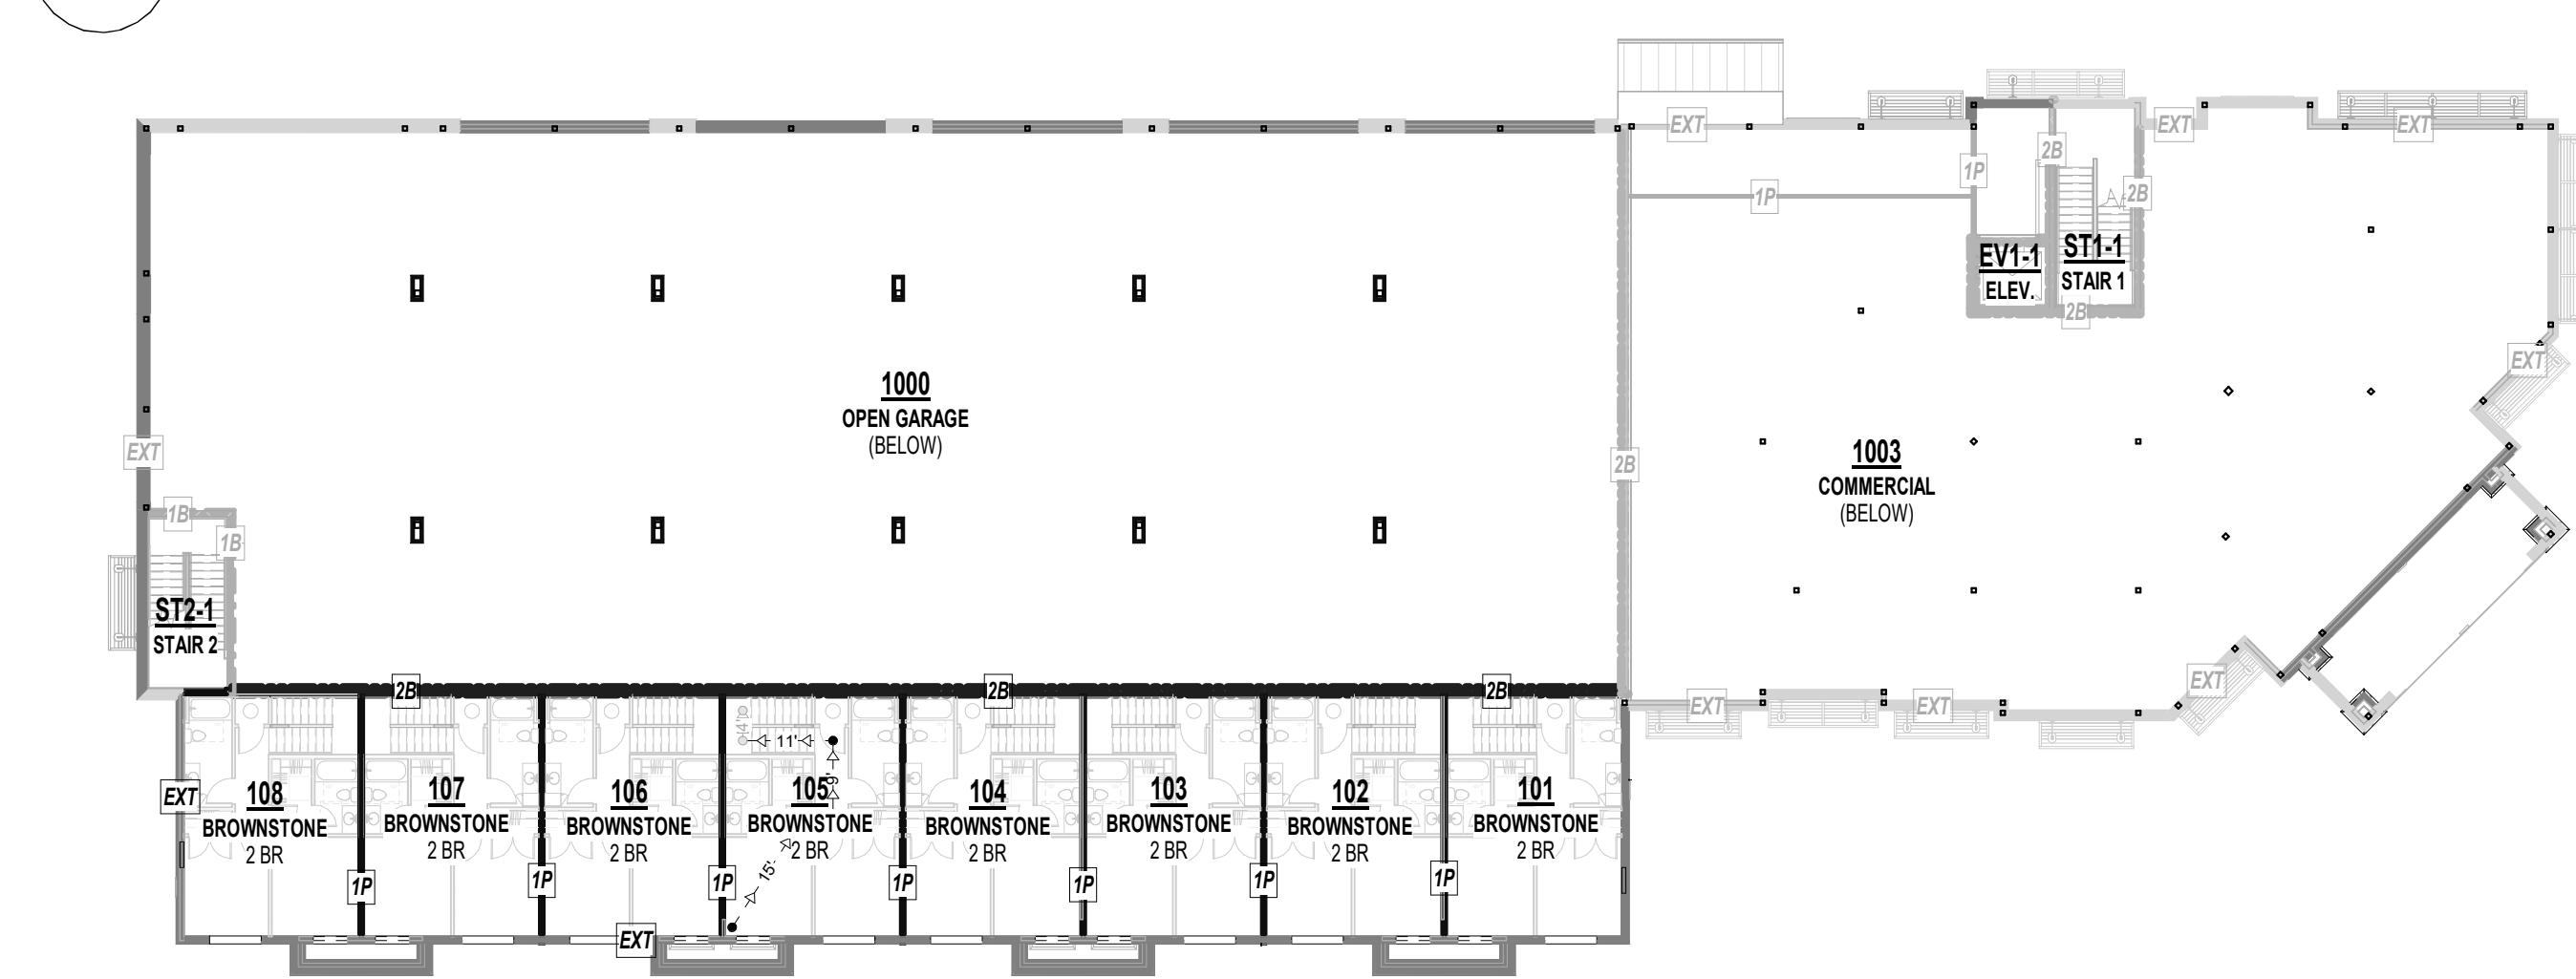 EXT
EXT
EXT
2B
1P
1P
2B
EV1-1
ELEV.
ST1-1
STAIR 1
2B
EXT
1000
OPEN GARAGE
(BELOW)
EXT
2B
1003
COMMERCIAL
(BELOW)
1B
1B
ST2-1
STAIR 2
EXT
2B
2B
2B
EXT
EXT
4'
11'
9'
EXT
108
BROWNSTONE
2 BR
107
BROWNSTONE
2 BR
106
BROWNSTONE
2 BR
105
BROWNSTONE
2 BR
104
BROWNSTONE
2 BR
103
BROWNSTONE
2 BR
102
BROWNSTONE
2 BR
101
BROWNSTONE
2 BR
15'
1P
1P
1P
1P
1P
1P
1P
EXT